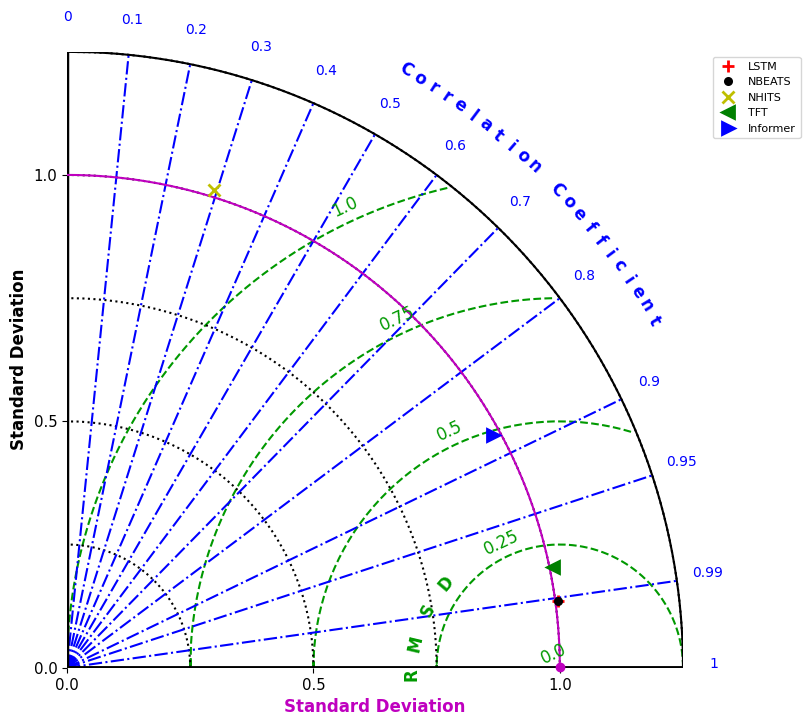 0
0.1
0.2
0.3
0.4
0.5
0.6
0.7
0.8
0.9
0.95
0.99
1
Correlation Coefficient
LSTM
NBEATS
NHITS
TFT
Informer
1.0
0.75
0.5
0.25
0.0
RMSD
Standard Deviation
1.0
0.5
0.0
0.0
0.5
1.0
Standard Deviation